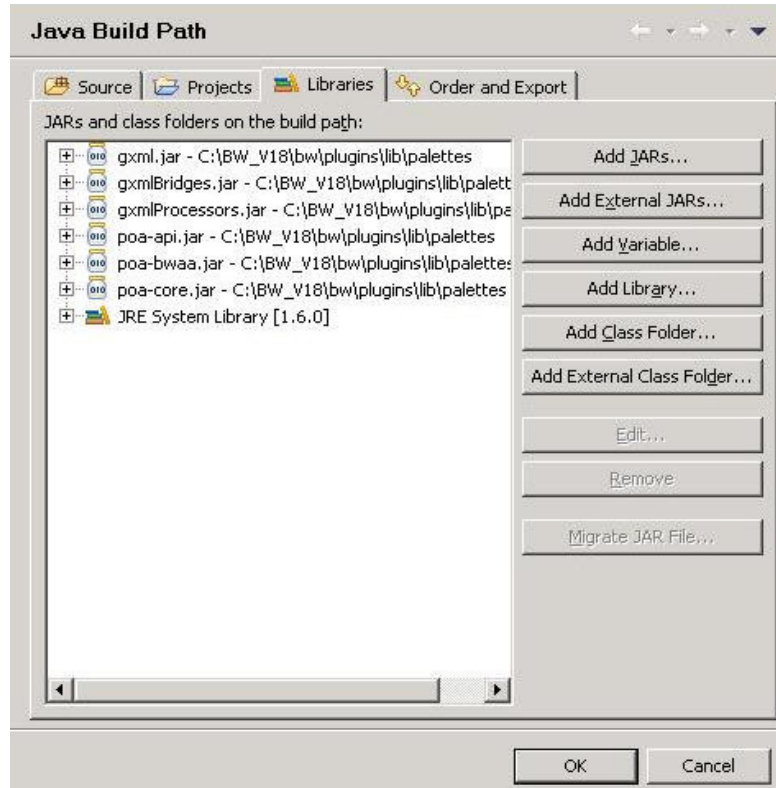 Java Build Path
Source Projects Libraries Order and Export
JARs and class folders on the build path:
gxml.jar - C:\BW_V18\bw\plugins\lib\palettes
gxmlBridges.jar - C:\BW_V18\bw\plugins\lib\palett
gxmlProcessors.jar - C:\BW_V18\bw\plugins\lib\pa
poa-api.jar - C:\BW_V18\bw\plugins\lib\palettes
poa-bwaa.jar - C:\BW_V18\bw\plugins\lib\palettes
poa-core.jar - C:\BW_V18\bw\plugins\lib\palettes
JRE System Library [1.6.0]
Add JARs...
Add External JARs...
Add Variable...
Add Library...
Add Class Folder...
Add External Class Folder...
Edit...
Remove
Migrate JAR File...
OK Cancel